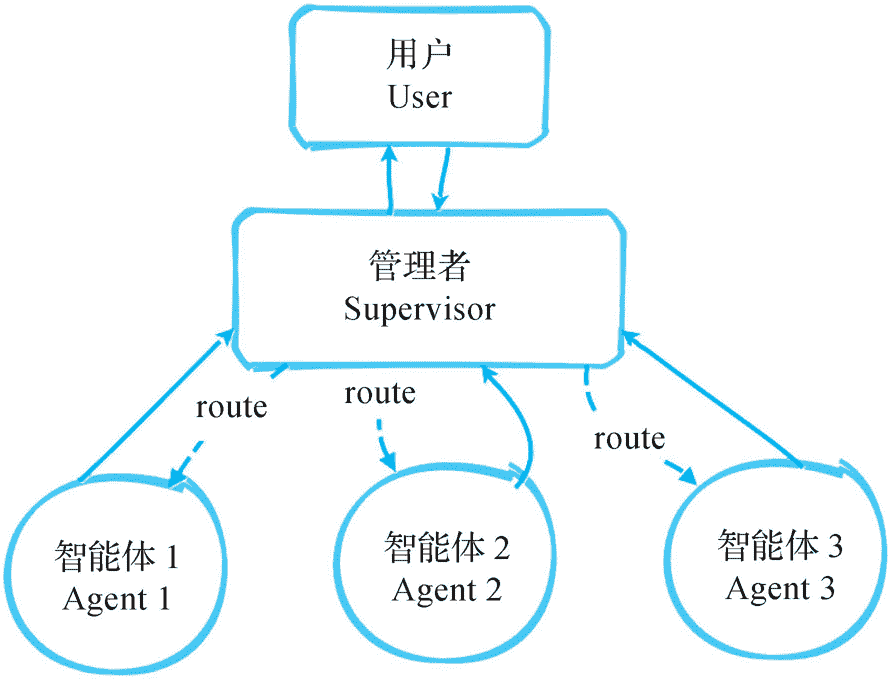 用户
User
管理者
Supervisor
route
route
route
智能体 1
Agent 1
智能体 2
Agent 2
智能体 3
Agent 3